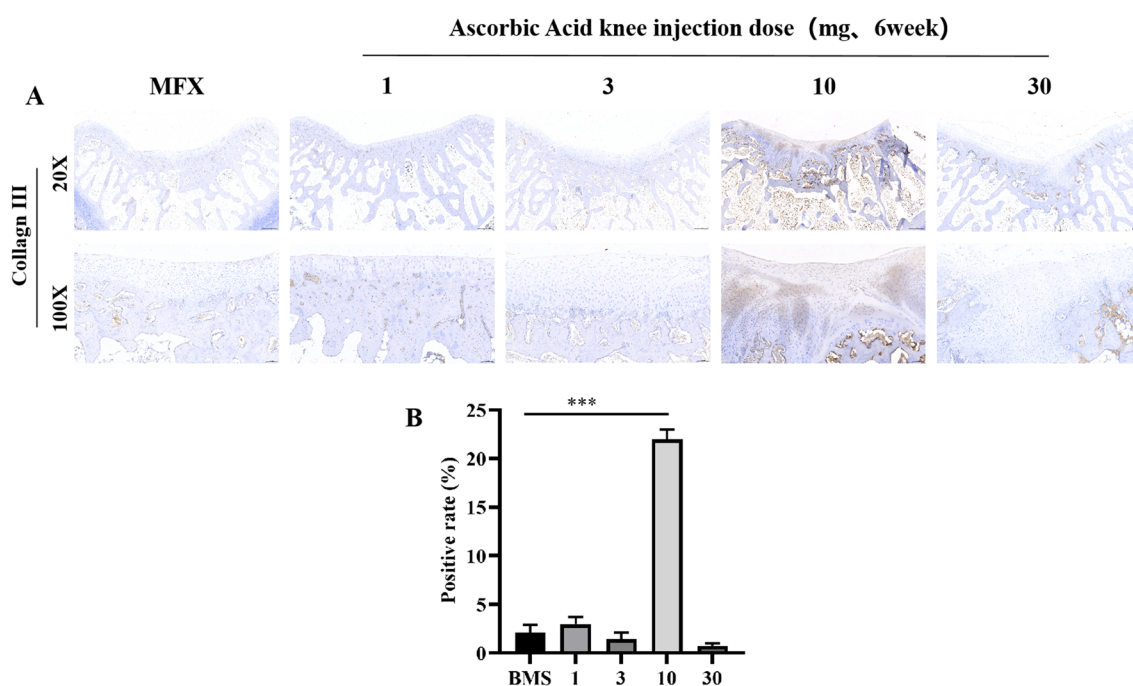 Ascorbic Acid knee injection dose (mg、6week)
MFX 1 3 10 30
A
Collagn III
20X
100X
B
***
Positive rate (%)
25
20
15
10
5
0
BMS 1 3 10 30